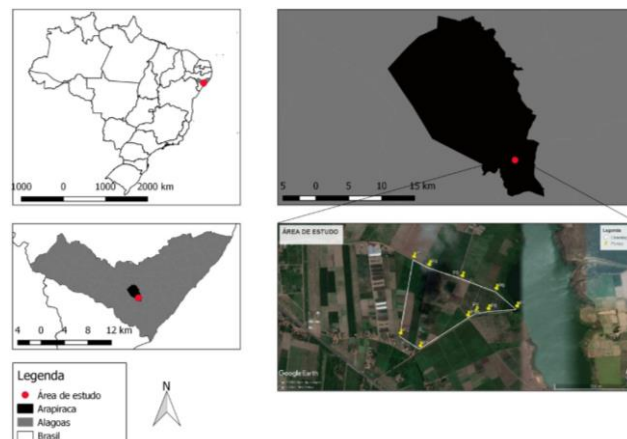 1000 0 1000 2000 km
5 0 5 10 15 km
4 0 4 8 12 km
ÁREA DE ESTUDO
Legenda
Google Earth
Legenda
Área de estudo
Arapiraca
Alagoas
Brasil
N